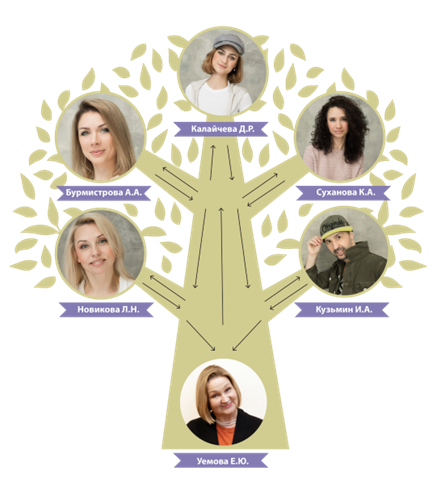 Калайчева Д.Р.
Бурмистрова А.А.
Суханова К.А.
Новикова Л.Н.
Кузьмин И.А.
Уемова Е.Ю.